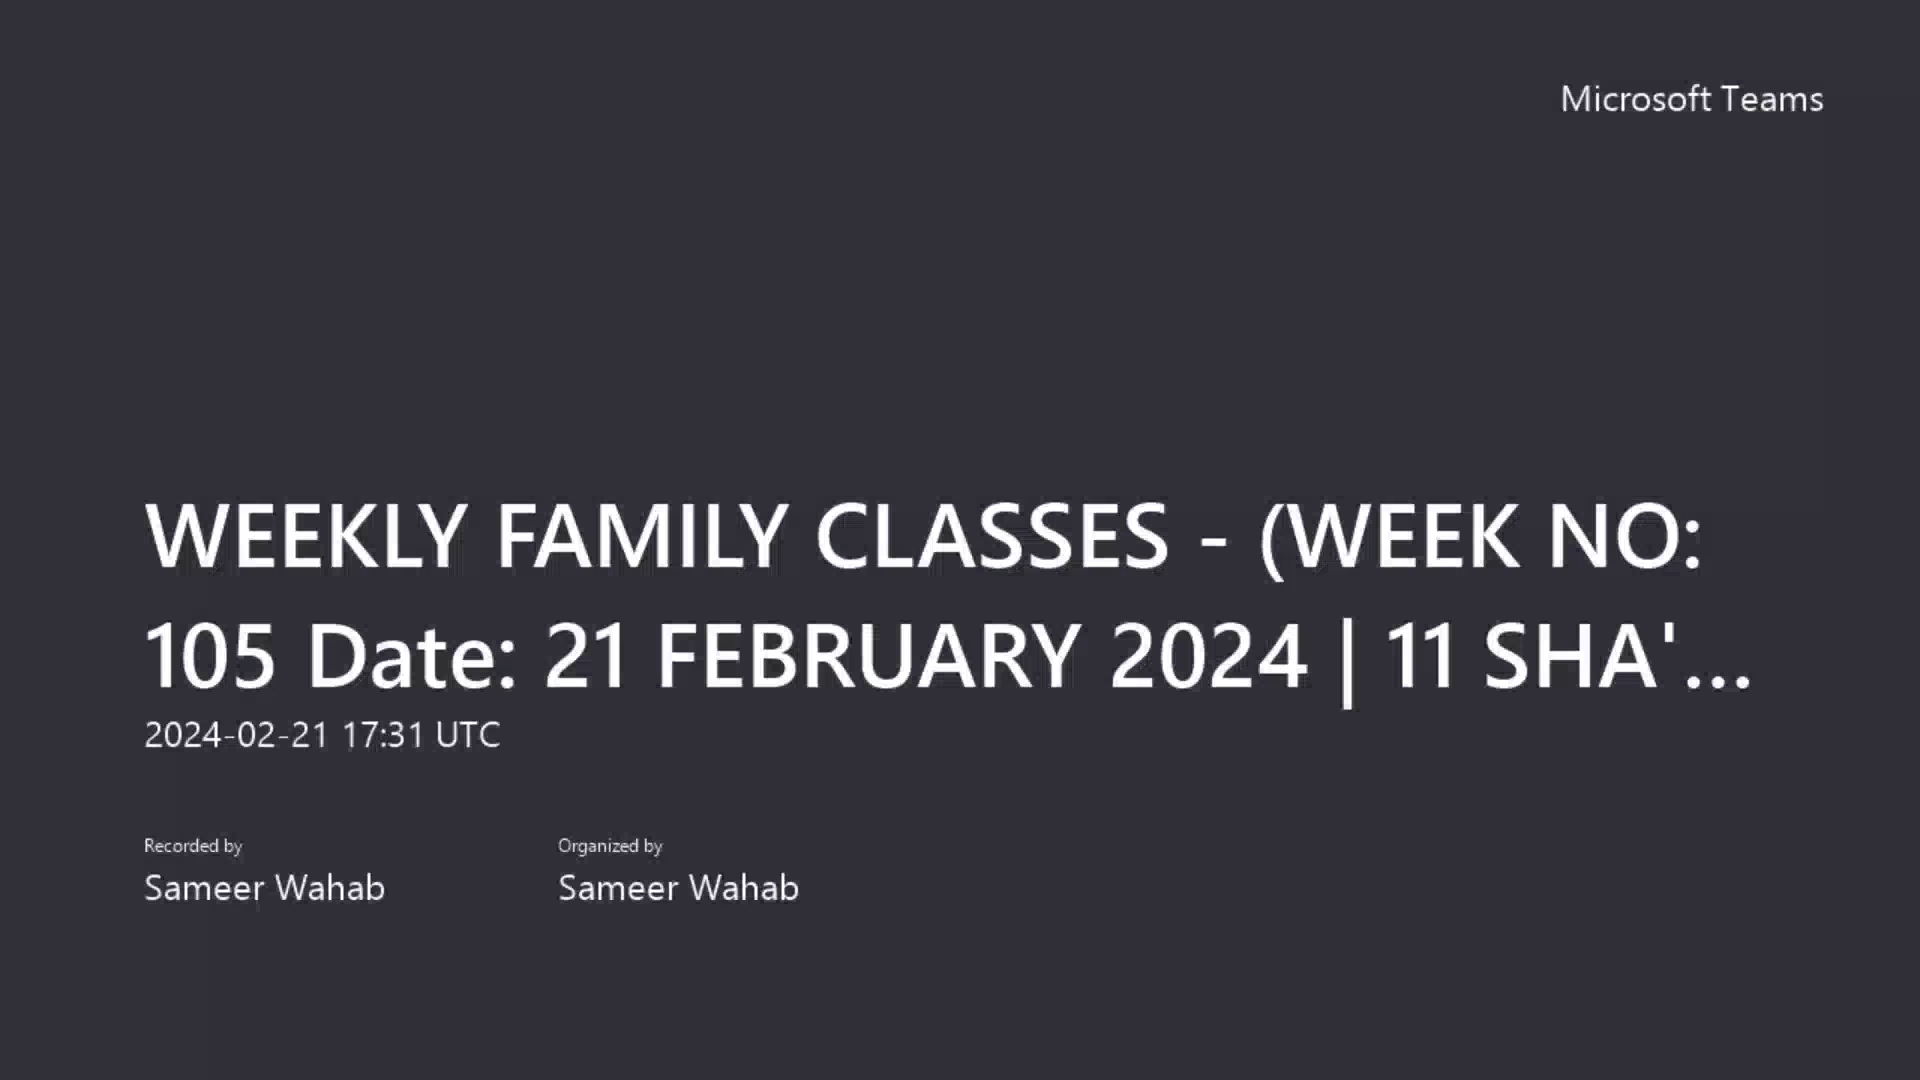 Microsoft Teams
WEEKLY FAMILY CLASSES - (WEEK NO:
105 Date: 21 FEBRUARY 2024 | 11 SHA'...
2024-02-21 17:31 UTC
Recorded by
Sameer Wahab
Organized by
Sameer Wahab